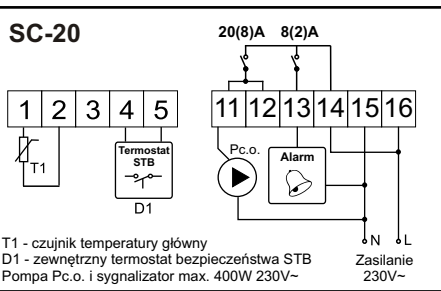 SC-20
20(8)A 8(2)A
1 2 3 4 5
11 12 13 14 15 16
T1
Termostat
STB
D1
Pc.o.
Alarm
N L
Zasilanie
230V~
T1 - czujnik temperatury główny
D1 - zewnętrzny termostat bezpieczeństwa STB
Pompa Pc.o. i sygnalizator max. 400W 230V~